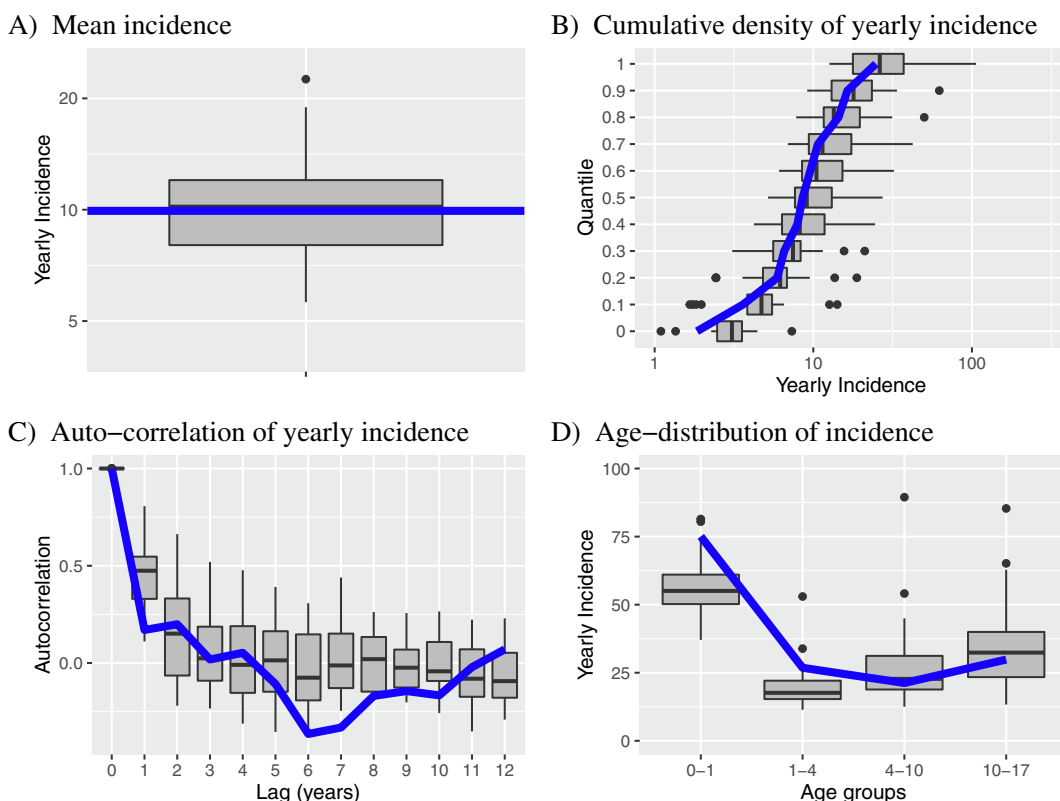 A) Mean incidence
20
10
5
Yearly Incidence
B) Cumulative density of yearly incidence
1
0.9
0.8
0.7
0.6
0.5
0.4
0.3
0.2
0.1
0
Quantile
1 10 100
Yearly Incidence
C) Auto−correlation of yearly incidence
1.0
0.5
0.0
Autocorrelation
0 1 2 3 4 5 6 7 8 9 10 11 12
Lag (years)
D) Age−distribution of incidence
100
75
50
25
0
Yearly Incidence
0−1 1−4 4−10 10−17
Age groups